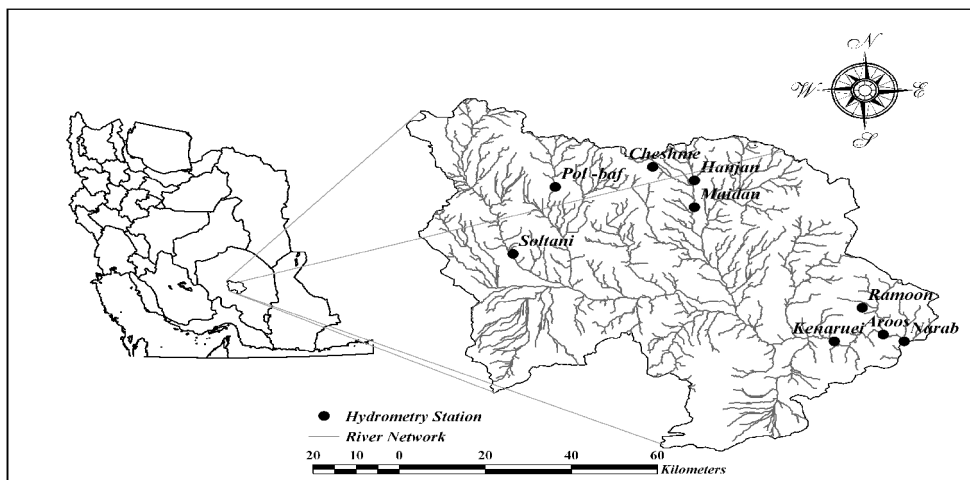 N
W E
S
Cheshme
Hanjan
Pol -baf
Maidan
Soltani
Ramoon
Aroos
Kenaruei
Narab
Hydrometry Station
River Network
20 0 20 40 60
Kilometers